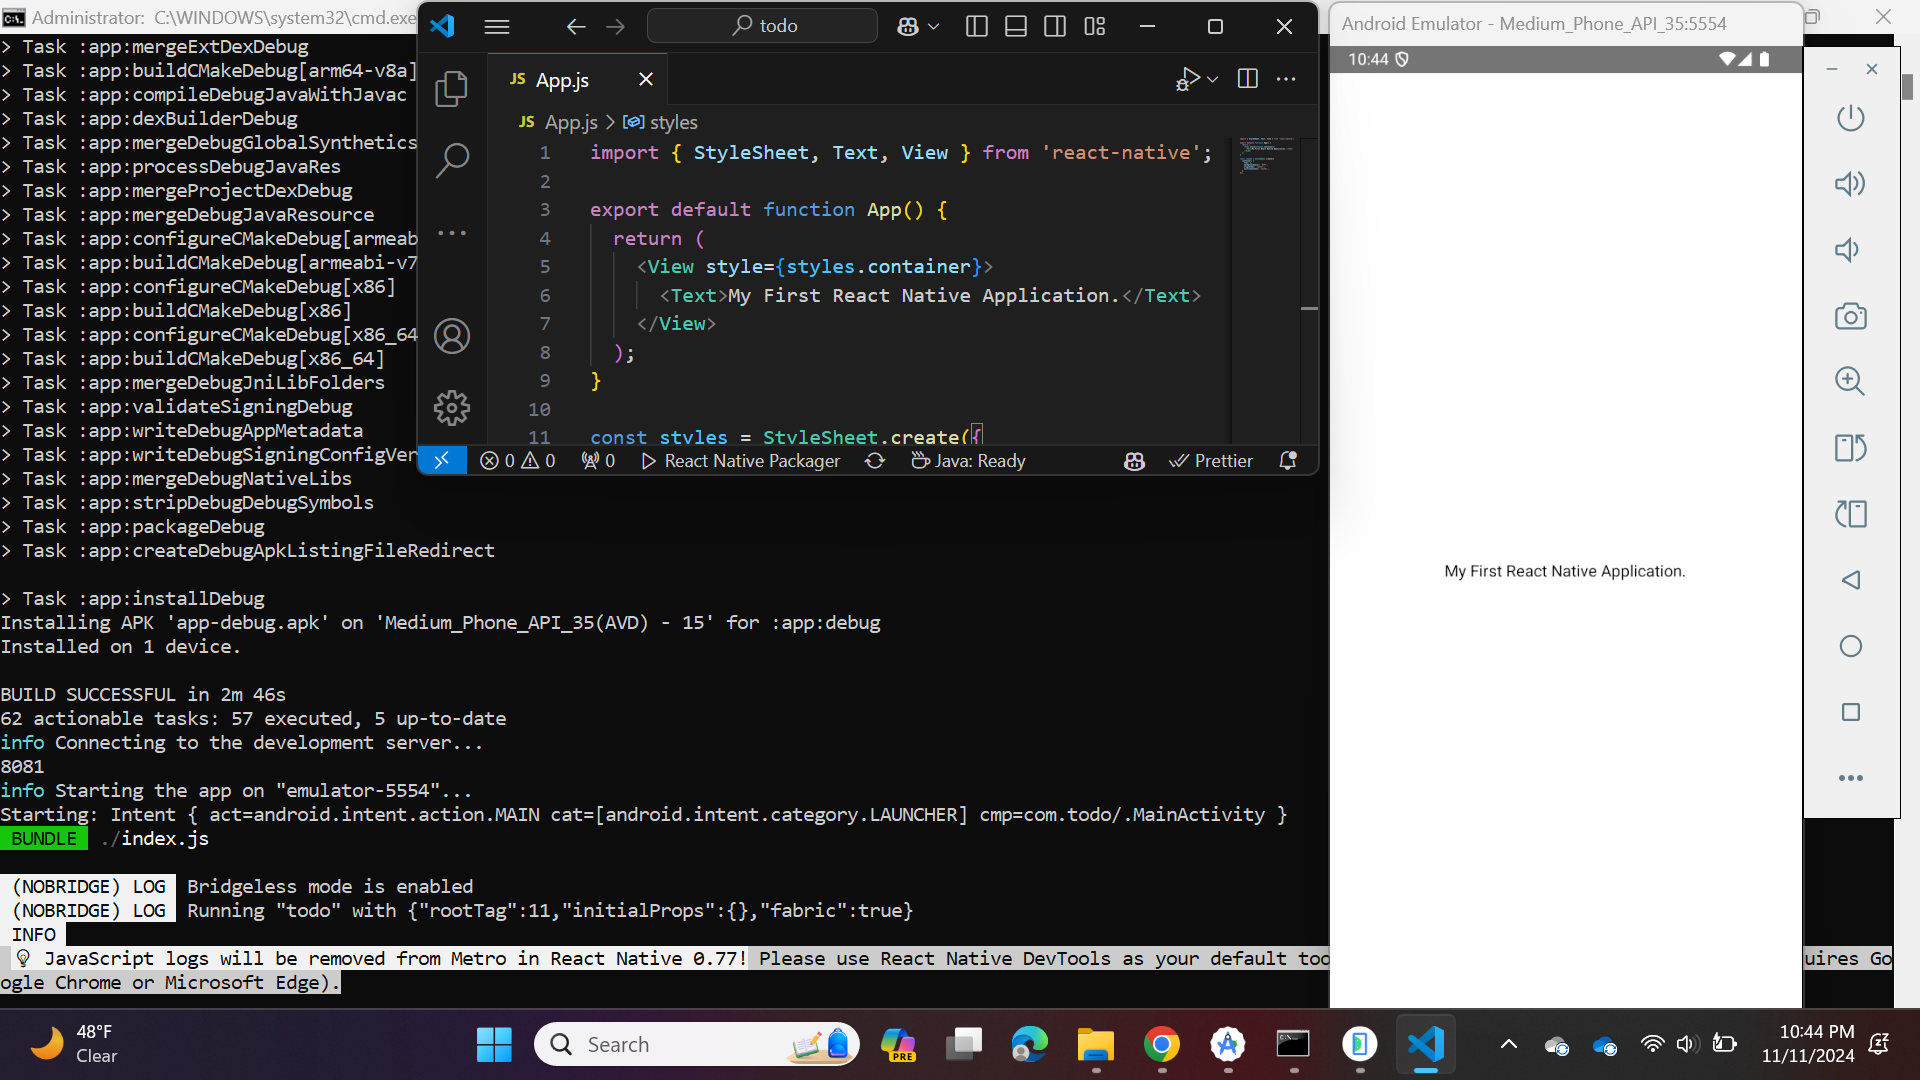 Administrator: C:\WINDOWS\system32\cmd.exe
> Task :app:mergeExtDexDebug
> Task :app:buildCMakeDebug[arm64-v8a]
> Task :app:compileDebugJavaWithJavac
> Task :app:dexBuilderDebug
> Task :app:mergeDebugGlobalSynthetics
> Task :app:processDebugJavaRes
> Task :app:mergeProjectDexDebug
> Task :app:mergeDebugJavaResource
> Task :app:configureCMakeDebug[armeab
> Task :app:buildCMakeDebug[armeabi-v7
> Task :app:configureCMakeDebug[x86]
> Task :app:buildCMakeDebug[x86]
> Task :app:configureCMakeDebug[x86_64
> Task :app:buildCMakeDebug[x86_64]
> Task :app:mergeDebugJniLibFolders
> Task :app:validateSigningDebug
> Task :app:writeDebugAppMetadata
> Task :app:writeDebugSigningConfigVer
> Task :app:mergeDebugNativeLibs
> Task :app:stripDebugDebugSymbols
> Task :app:packageDebug
> Task :app:createDebugApkListingFileRedirect
> Task :app:installDebug
Installing APK 'app-debug.apk' on 'Medium_Phone_API_35(AVD) - 15' for :app:debug
Installed on 1 device.
BUILD SUCCESSFUL in 2m 46s
62 actionable tasks: 57 executed, 5 up-to-date
info Connecting to the development server...
8081
info Starting the app on "emulator-5554"...
Starting: Intent { act=android.intent.action.MAIN cat=[android.intent.category.LAUNCHER] cmp=com.todo/.MainActivity }
BUNDLE ./index.js
(NOBRIDGE) LOG Bridgeless mode is enabled
(NOBRIDGE) LOG Running "todo" with {"rootTag":11,"initialProps":{},"fabric":true}
INFO
💡 JavaScript logs will be removed from Metro in React Native 0.77! Please use React Native DevTools as your default too
uires Go
ogle Chrome or Microsoft Edge).
todo
JS App.js
JS App.js > styles
1 import { StyleSheet, Text, View } from 'react-native';
2
3 export default function App() {
4 return (
5 <View style={styles.container}>
6 <Text>My First React Native Application.</Text>
7 </View>
8 );
9 }
10
11 const styles = StyleSheet.create({
0 0 0 React Native Packager Java: Ready Prettier
Android Emulator - Medium_Phone_API_35:5554
10:44
My First React Native Application.
48°F
Clear
Search
PRE
10:44 PM
11/11/2024